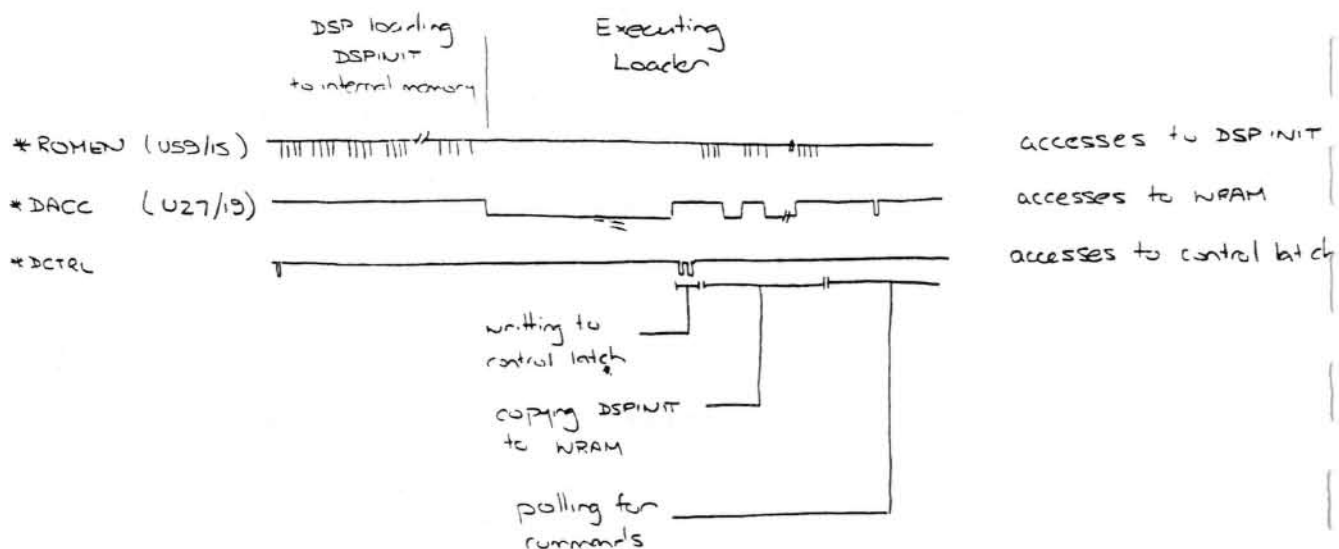 DSP loading
DSPINIT
to internal memory
Executing
Loader
*ROMEN (U59/15)
accesses to DSPINIT
*DACC (U27/19)
accesses to WRAM
*DCTRL
accesses to control latch
writting to
control latch
copying DSPINIT
to WRAM
polling for
commands